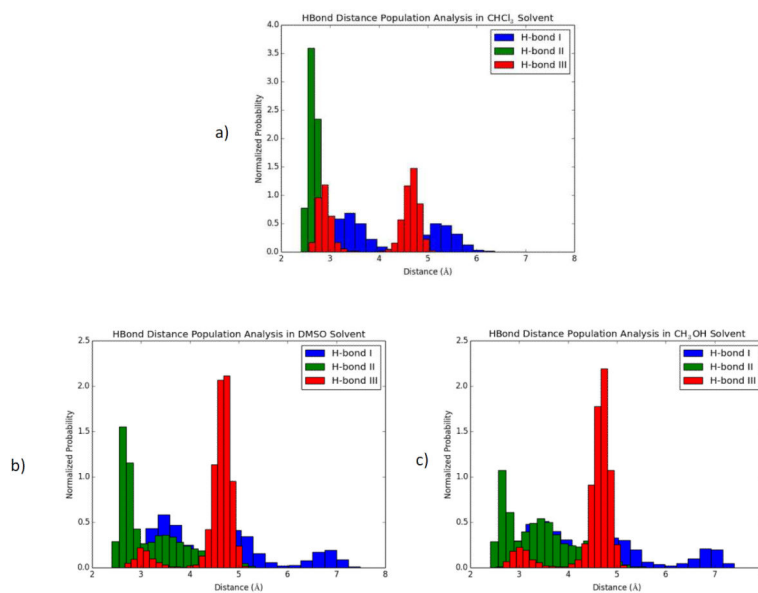 HBond Distance Population Analysis in CHCl₃ Solvent
4.0
3.5
3.0
2.5
2.0
1.5
1.0
0.5
0.0
Normalized Probability
H-bond I
H-bond II
H-bond III
2 3 4 5 6 7 8
Distance (Å)
a)
HBond Distance Population Analysis in DMSO Solvent
2.5
2.0
1.5
1.0
0.5
0.0
Normalized Probability
H-bond I
H-bond II
H-bond III
2 3 4 5 6 7 8
Distance (Å)
b)
HBond Distance Population Analysis in CH₃OH Solvent
2.5
2.0
1.5
1.0
0.5
0.0
Normalized Probability
H-bond I
H-bond II
H-bond III
2 3 4 5 6 7
Distance (Å)
c)